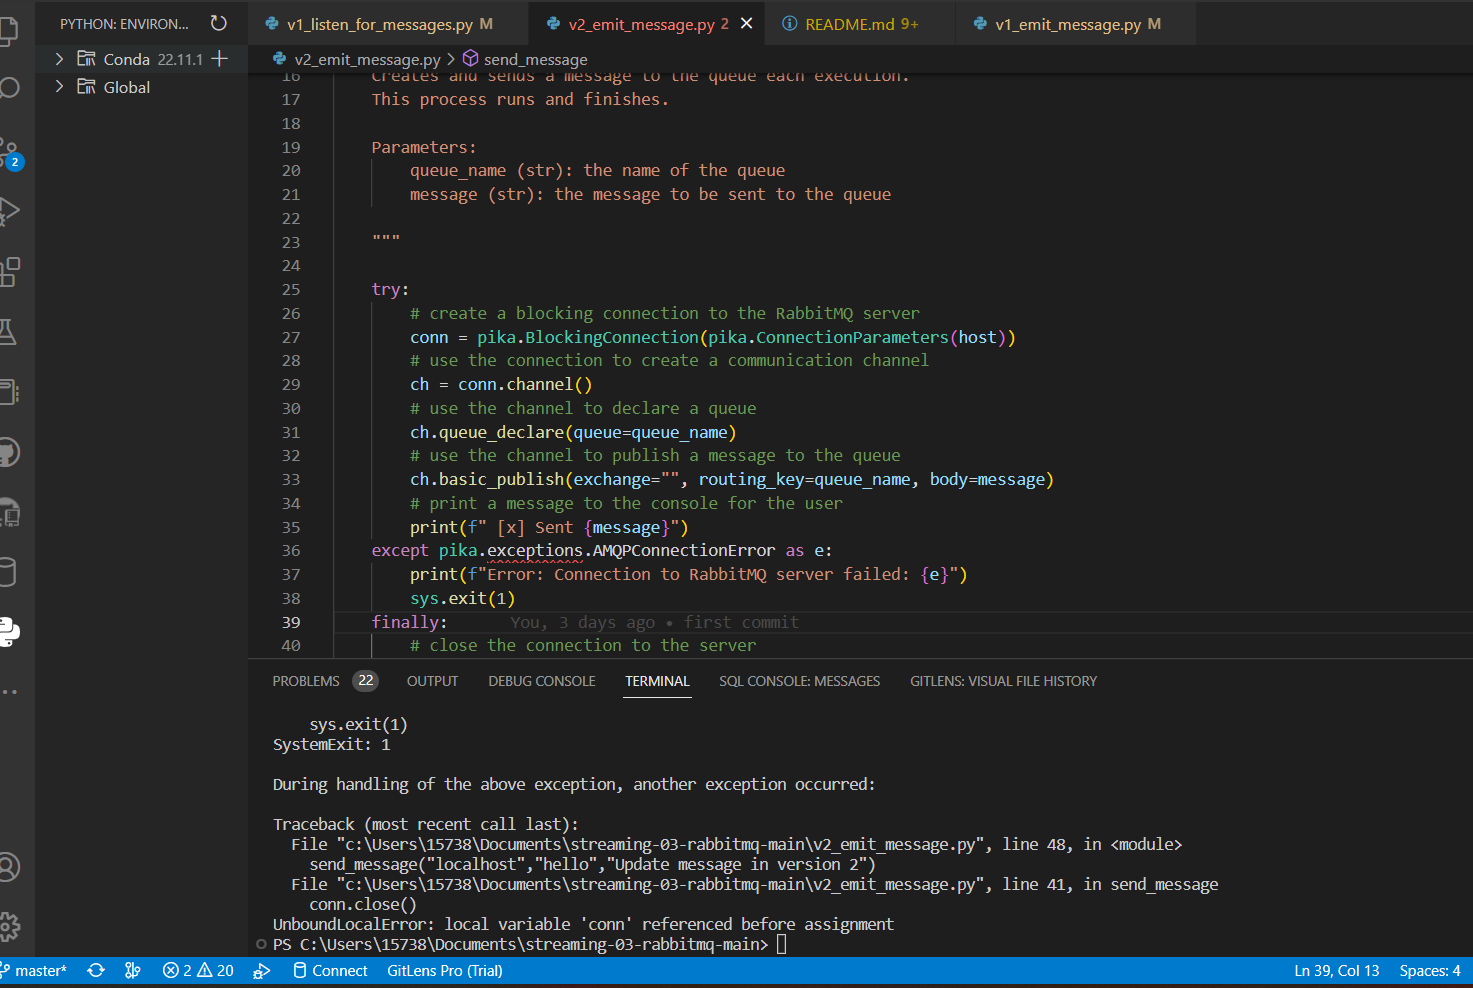 PYTHON: ENVIRON...
v1_listen_for_messages.py M
v2_emit_message.py 2
README.md 9+
v1_emit_message.py M
Conda 22.11.1
Global
v2_emit_message.py > send_message
16 Creates and sends a message to the queue each execution.
17 This process runs and finishes.
18
19 Parameters:
20 queue_name (str): the name of the queue
21 message (str): the message to be sent to the queue
22
23 """
24
25 try:
26 # create a blocking connection to the RabbitMQ server
27 conn = pika.BlockingConnection(pika.ConnectionParameters(host))
28 # use the connection to create a communication channel
29 ch = conn.channel()
30 # use the channel to declare a queue
31 ch.queue_declare(queue=queue_name)
32 # use the channel to publish a message to the queue
33 ch.basic_publish(exchange="", routing_key=queue_name, body=message)
34 # print a message to the console for the user
35 print(f" [x] Sent {message}")
36 except pika.exceptions.AMQPConnectionError as e:
37 print(f"Error: Connection to RabbitMQ server failed: {e}")
38 sys.exit(1)
39 finally: You, 3 days ago • first commit
40 # close the connection to the server
2
PROBLEMS 22 OUTPUT DEBUG CONSOLE TERMINAL SQL CONSOLE: MESSAGES GITLENS: VISUAL FILE HISTORY
sys.exit(1)
SystemExit: 1
During handling of the above exception, another exception occurred:
Traceback (most recent call last):
File "c:\Users\15738\Documents\streaming-03-rabbitmq-main\v2_emit_message.py", line 48, in <module>
send_message("localhost","hello","Update message in version 2")
File "c:\Users\15738\Documents\streaming-03-rabbitmq-main\v2_emit_message.py", line 41, in send_message
conn.close()
UnboundLocalError: local variable 'conn' referenced before assignment
PS C:\Users\15738\Documents\streaming-03-rabbitmq-main>
master* 2 20 Connect GitLens Pro (Trial) Ln 39, Col 13 Spaces: 4